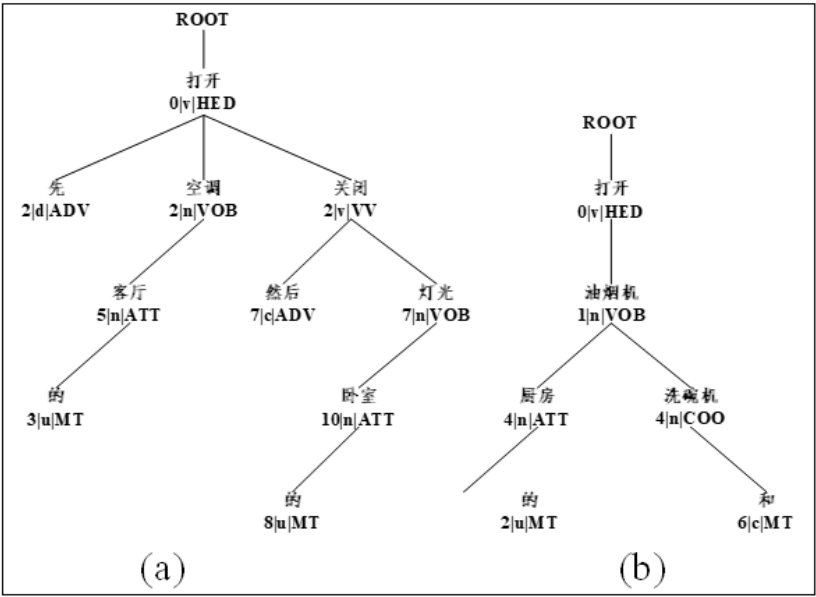 ROOT
打开
0|v|HED
先 空调 关闭
2|d|ADV 2|n|VOB 2|v|VV
客厅 然后 灯光
5|n|ATT 7|c|ADV 7|n|VOB
的 卧室
3|u|MT 10|n|ATT
的
8|u|MT
(a)
ROOT
打开
0|v|HED
油烟机
1|n|VOB
厨房 洗碗机
4|n|ATT 4|n|COO
的 和
2|u|MT 6|c|MT
(b)